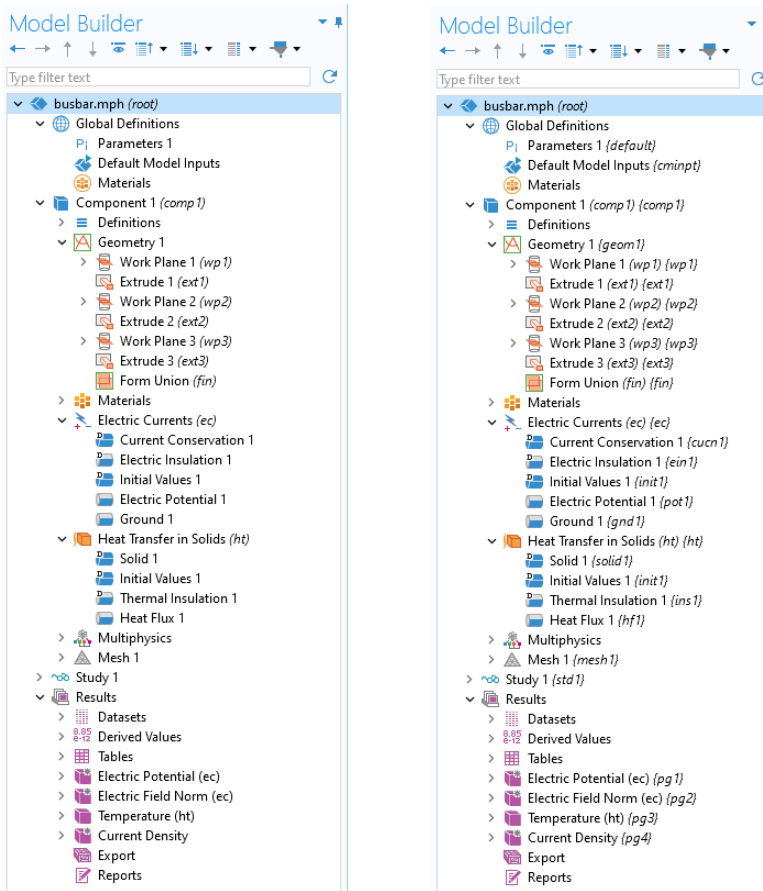 Model Builder
Type filter text
busbar.mph (root)
Global Definitions
Pi Parameters 1
Default Model Inputs
Materials
Component 1 (comp1)
Definitions
Geometry 1
Work Plane 1 (wp1)
Extrude 1 (ext1)
Work Plane 2 (wp2)
Extrude 2 (ext2)
Work Plane 3 (wp3)
Extrude 3 (ext3)
Form Union (fin)
Materials
Electric Currents (ec)
D Current Conservation 1
D Electric Insulation 1
D Initial Values 1
Electric Potential 1
Ground 1
Heat Transfer in Solids (ht)
D Solid 1
D Initial Values 1
D Thermal Insulation 1
Heat Flux 1
Multiphysics
Mesh 1
Study 1
Results
Datasets
8.85 e-12 Derived Values
Tables
Electric Potential (ec)
Electric Field Norm (ec)
Temperature (ht)
Current Density
Export
Reports
Model Builder
Type filter text
busbar.mph (root)
Global Definitions
Pi Parameters 1 {default}
Default Model Inputs {cminpt}
Materials
Component 1 (comp1) {comp1}
Definitions
Geometry 1 {geom1}
Work Plane 1 (wp1) {wp1}
Extrude 1 (ext1) {ext1}
Work Plane 2 (wp2) {wp2}
Extrude 2 (ext2) {ext2}
Work Plane 3 (wp3) {wp3}
Extrude 3 (ext3) {ext3}
Form Union (fin) {fin}
Materials
Electric Currents (ec) {ec}
D Current Conservation 1 {cucn1}
D Electric Insulation 1 {ein1}
D Initial Values 1 {init1}
Electric Potential 1 {pot1}
Ground 1 {gnd1}
Heat Transfer in Solids (ht) {ht}
D Solid 1 {solid1}
D Initial Values 1 {init1}
D Thermal Insulation 1 {ins1}
Heat Flux 1 {hf1}
Multiphysics
Mesh 1 {mesh1}
Study 1 {std1}
Results
Datasets
8.85 e-12 Derived Values
Tables
Electric Potential (ec) {pg1}
Electric Field Norm (ec) {pg2}
Temperature (ht) {pg3}
Current Density {pg4}
Export
Reports